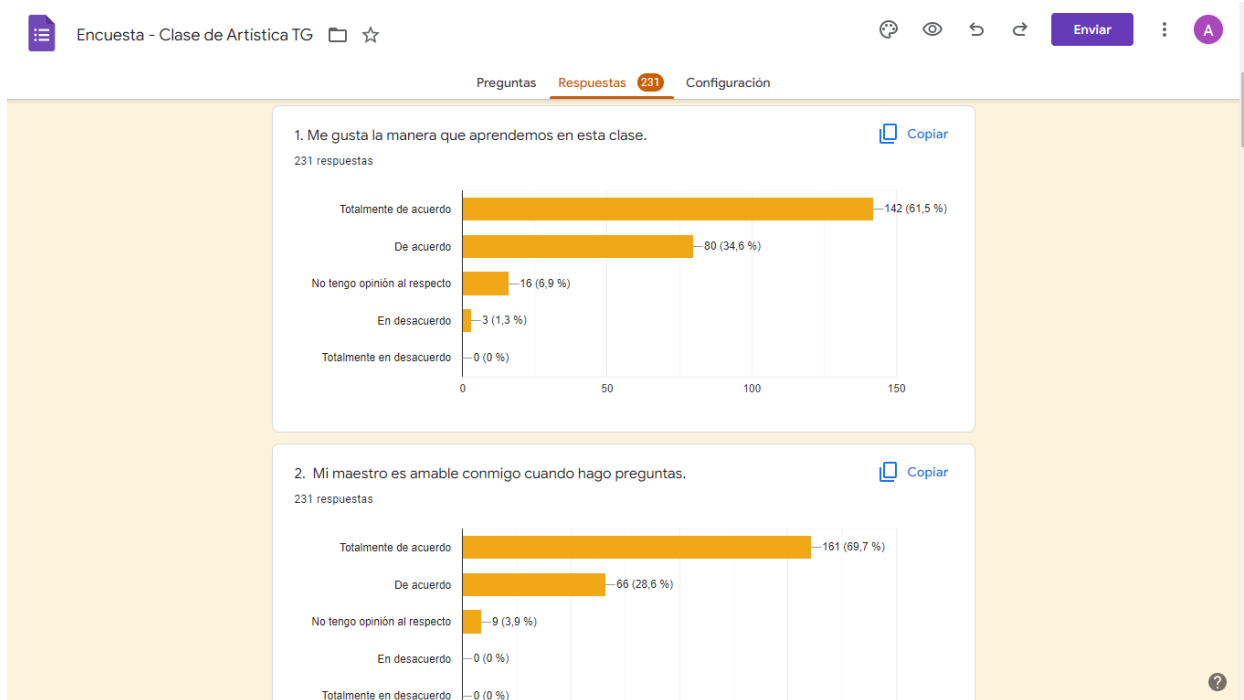 Encuesta - Clase de Artística TG
Enviar
A
Preguntas Respuestas 231 Configuración
1. Me gusta la manera que aprendemos en esta clase.
Copiar
231 respuestas
Totalmente de acuerdo 142 (61,5 %)
De acuerdo 80 (34,6 %)
No tengo opinión al respecto 16 (6,9 %)
En desacuerdo 3 (1,3 %)
Totalmente en desacuerdo 0 (0 %)
0 50 100 150
2. Mi maestro es amable conmigo cuando hago preguntas.
Copiar
231 respuestas
Totalmente de acuerdo 161 (69,7 %)
De acuerdo 66 (28,6 %)
No tengo opinión al respecto 9 (3,9 %)
En desacuerdo 0 (0 %)
Totalmente en desacuerdo 0 (0 %)